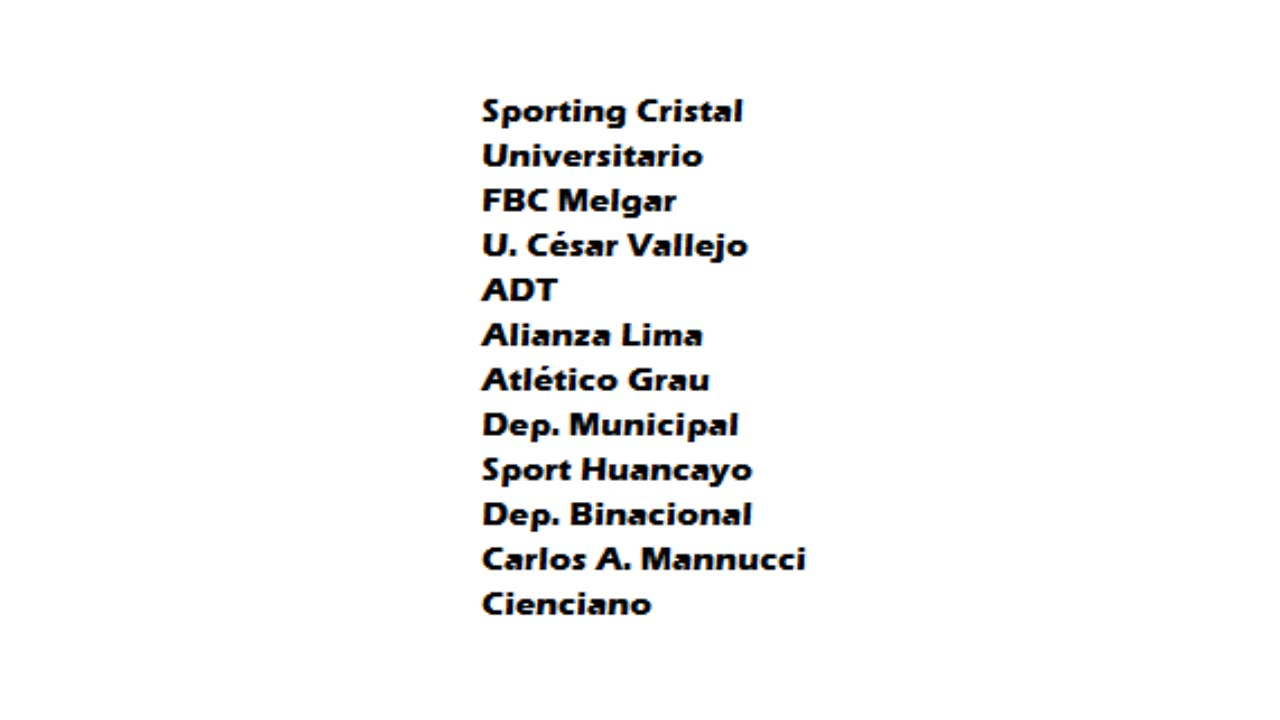 Sporting Cristal
Universitario
FBC Melgar
U. César Vallejo
ADT
Alianza Lima
Atlético Grau
Dep. Municipal
Sport Huancayo
Dep. Binacional
Carlos A. Mannucci
Cienciano